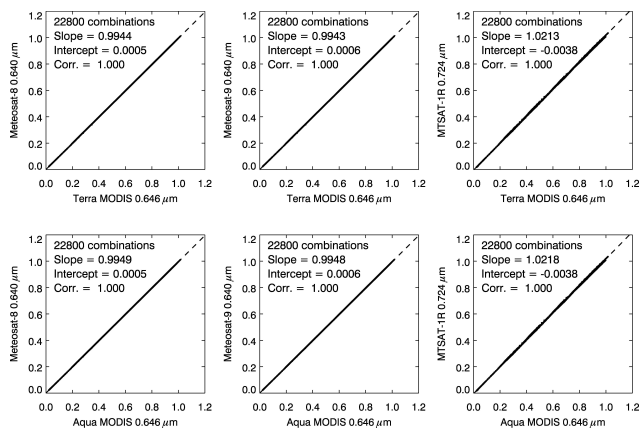 22800 combinations
Slope = 0.9944
Intercept = 0.0005
Corr. = 1.000
Meteosat-8 0.640 μm
1.2
1.0
0.8
0.6
0.4
0.2
0.0
0.0 0.2 0.4 0.6 0.8 1.0 1.2
Terra MODIS 0.646 μm
22800 combinations
Slope = 0.9943
Intercept = 0.0006
Corr. = 1.000
Meteosat-9 0.640 μm
1.2
1.0
0.8
0.6
0.4
0.2
0.0
0.0 0.2 0.4 0.6 0.8 1.0 1.2
Terra MODIS 0.646 μm
22800 combinations
Slope = 1.0213
Intercept = -0.0038
Corr. = 1.000
MTSAT-1R 0.724 μm
1.2
1.0
0.8
0.6
0.4
0.2
0.0
0.0 0.2 0.4 0.6 0.8 1.0 1.2
Terra MODIS 0.646 μm
22800 combinations
Slope = 0.9949
Intercept = 0.0005
Corr. = 1.000
Meteosat-8 0.640 μm
1.2
1.0
0.8
0.6
0.4
0.2
0.0
0.0 0.2 0.4 0.6 0.8 1.0 1.2
Aqua MODIS 0.646 μm
22800 combinations
Slope = 0.9948
Intercept = 0.0006
Corr. = 1.000
Meteosat-9 0.640 μm
1.2
1.0
0.8
0.6
0.4
0.2
0.0
0.0 0.2 0.4 0.6 0.8 1.0 1.2
Aqua MODIS 0.646 μm
22800 combinations
Slope = 1.0218
Intercept = -0.0038
Corr. = 1.000
MTSAT-1R 0.724 μm
1.2
1.0
0.8
0.6
0.4
0.2
0.0
0.0 0.2 0.4 0.6 0.8 1.0 1.2
Aqua MODIS 0.646 μm